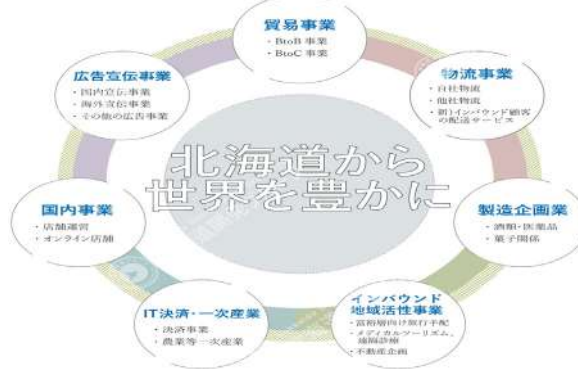 貿易事業
・BtoB 事業
・BtoC 事業
広告宣伝事業
・国内宣伝事業
・海外宣伝事業
・その他の広告事業
物流事業
・自社物流
・他社物流
・新)インバウンド顧客
の配送サービス
北海道から
世界を豊かに
国内事業
・店舗運営
・オンライン店舗
製造企画業
・酒類・医薬品
・菓子関係
IT決済・一次産業
・決済事業
・農業等一次産業
インバウンド
地域活性事業
・富裕層向け旅行手配
・メディカルツーリズム、
遠隔診療
・不動産企画